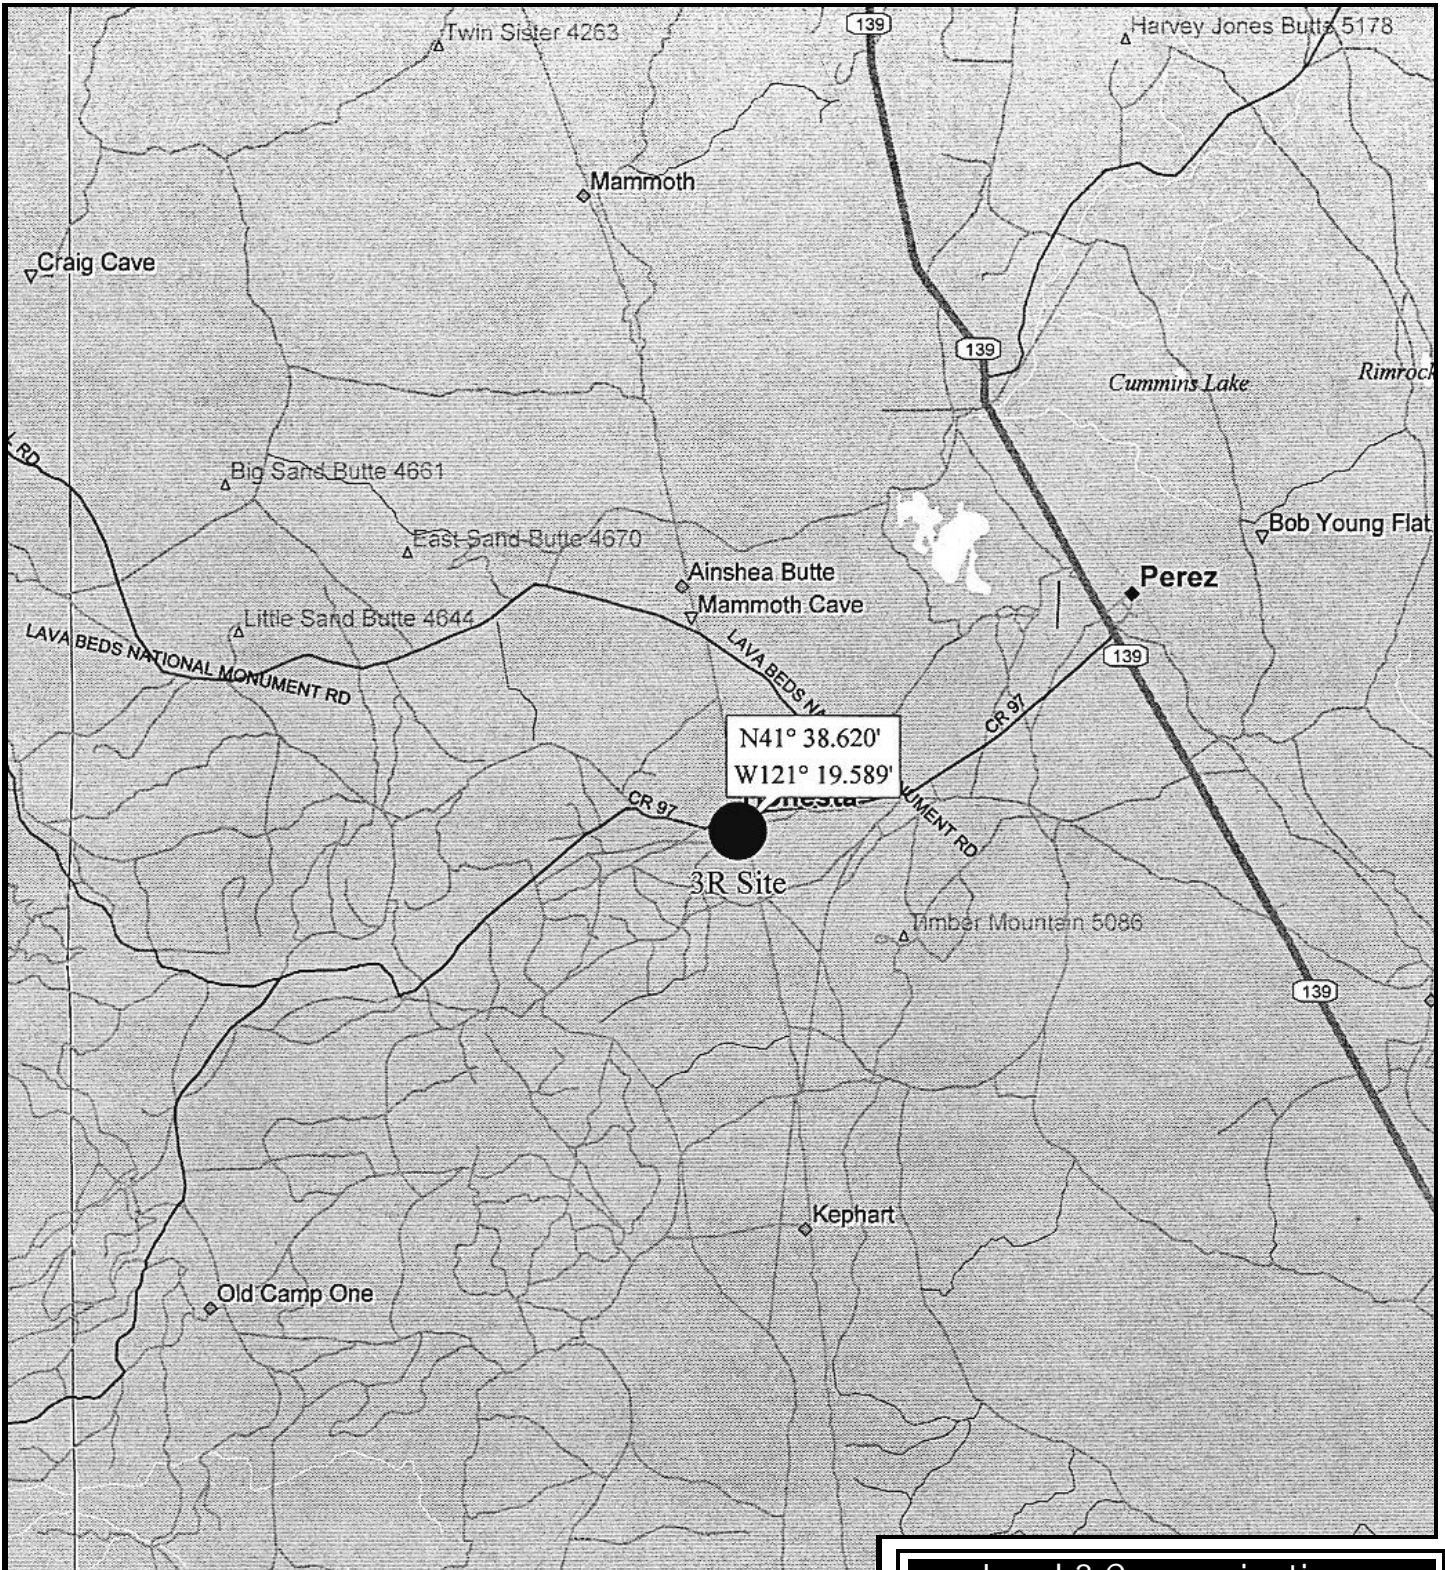 139
Twin Sister 4263
Harvey Jones Butte 5178
Mammoth
Craig Cave
139
Cummins Lake
Rimrock
RD
Big Sand Butte 4661
East Sand Butte 4670
Bob Young Flat
Ainshea Butte
Perez
Mammoth Cave
Little Sand Butte 4644
LAVA BEDS NATIONAL MONUMENT RD
LAVA BEDS NA
139
CR 97
N41° 38.620'
W121° 19.589'
CR 97
UMENT RD
3R Site
Timber Mountain 5086
139
Kephart
Old Camp One